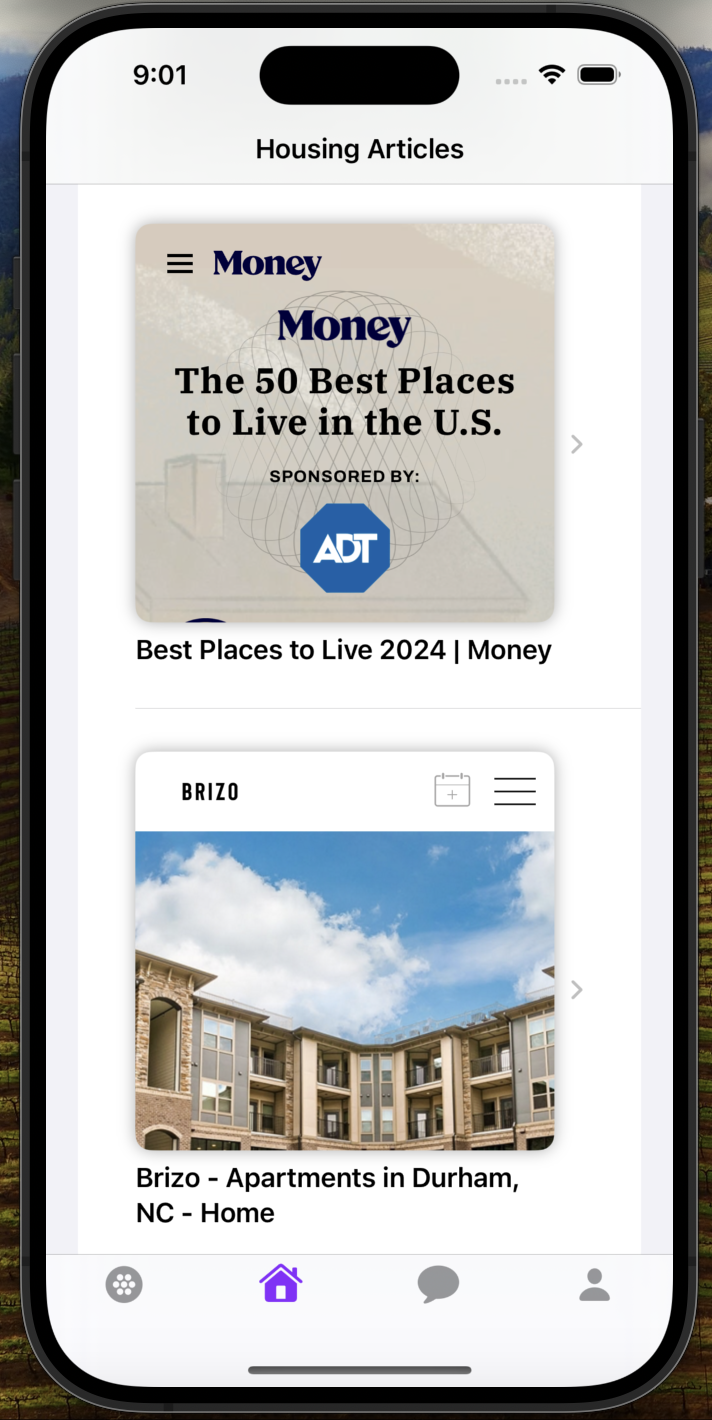 9:01
Housing Articles
Money
Money
The 50 Best Places
to Live in the U.S.
SPONSORED BY:
ADT
Best Places to Live 2024 | Money
BRIZO
Brizo - Apartments in Durham,
NC - Home